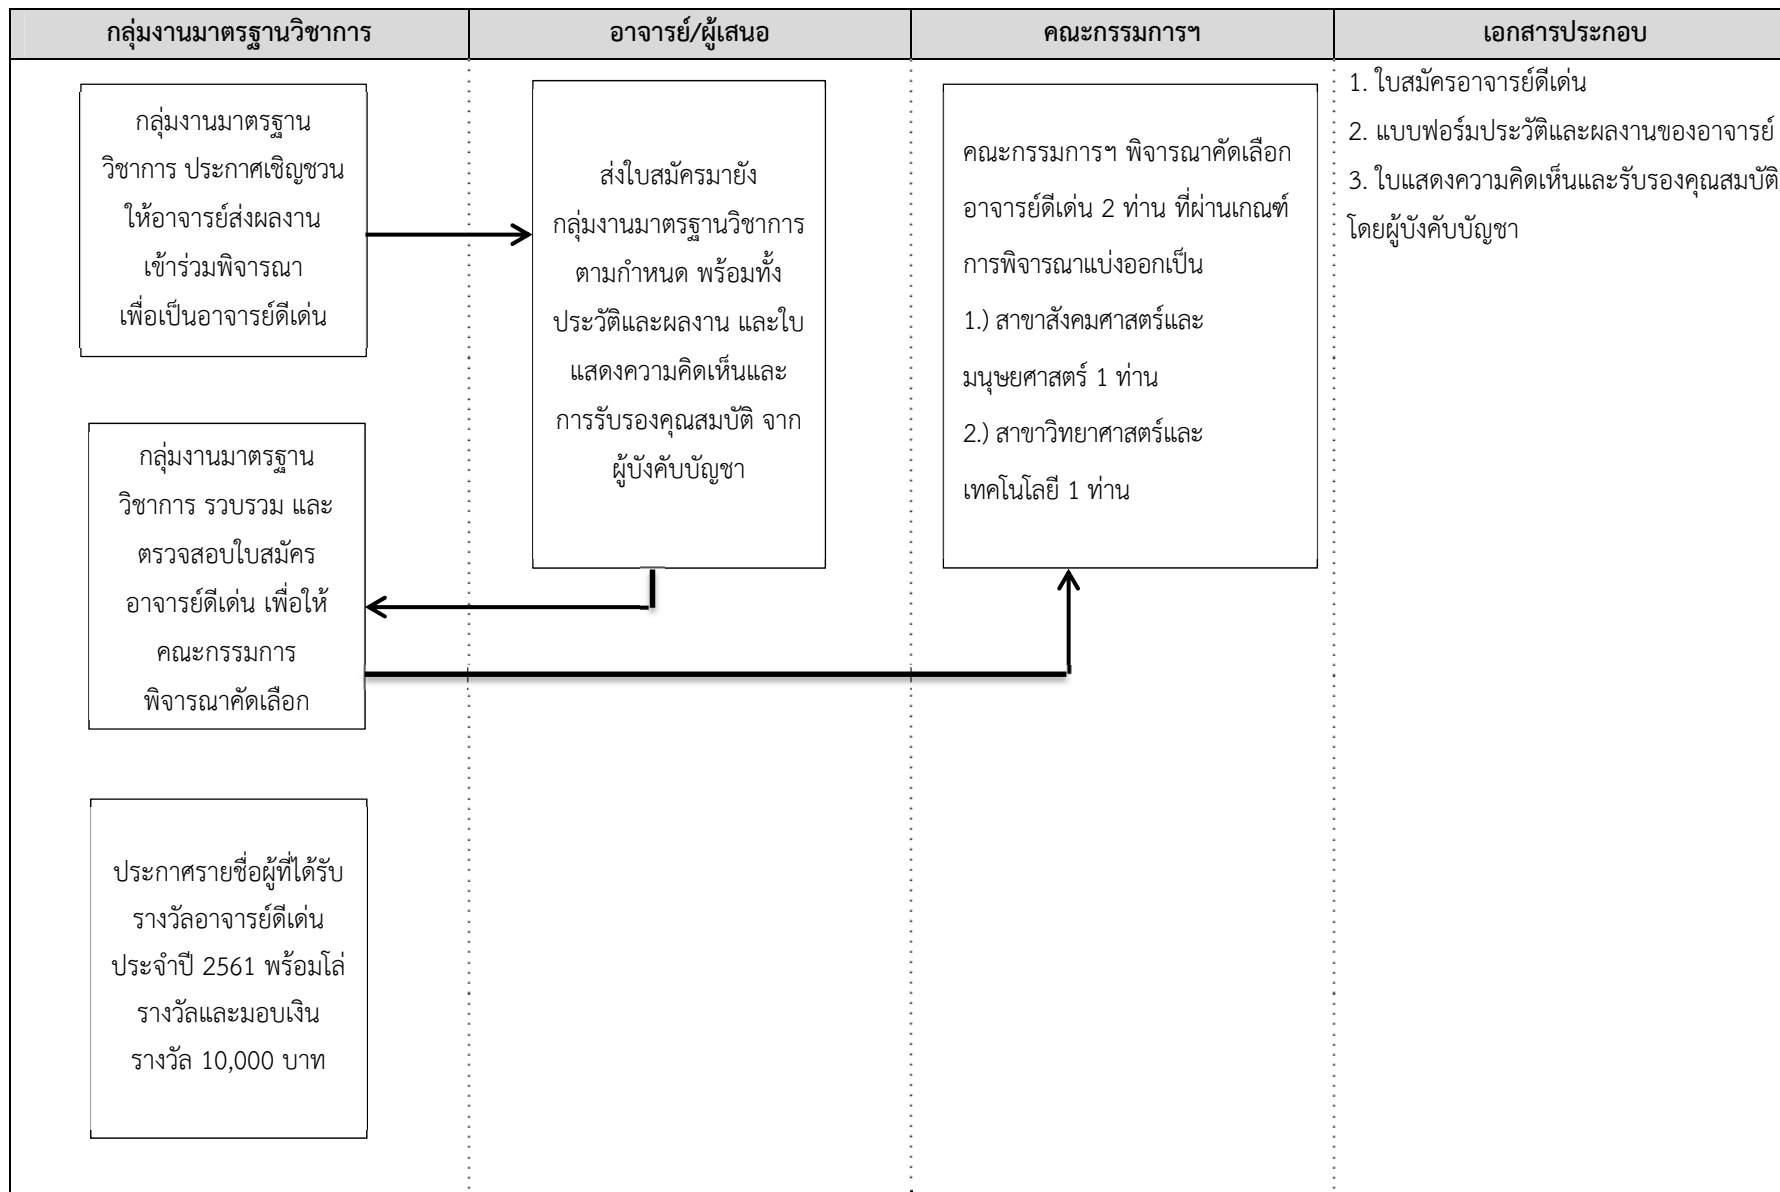 กลุ่มงานมาตรฐานวิชาการ
อาจารย์/ผู้เสนอ
คณะกรรมการฯ
เอกสารประกอบ
กลุ่มงานมาตรฐาน
วิชาการ ประกาศเชิญชวน
ให้อาจารย์ส่งผลงาน
เข้าร่วมพิจารณา
เพื่อเป็นอาจารย์ดีเด่น
ส่งใบสมัครมายัง
กลุ่มงานมาตรฐานวิชาการ
ตามกำหนด พร้อมทั้ง
ประวัติและผลงาน และใบ
แสดงความคิดเห็นและ
การรับรองคุณสมบัติ จาก
ผู้บังคับบัญชา
คณะกรรมการฯ พิจารณาคัดเลือก
อาจารย์ดีเด่น 2 ท่าน ที่ผ่านเกณฑ์
การพิจารณาแบ่งออกเป็น
1.) สาขาสังคมศาสตร์และ
มนุษยศาสตร์ 1 ท่าน
2.) สาขาวิทยาศาสตร์และ
เทคโนโลยี 1 ท่าน
1. ใบสมัครอาจารย์ดีเด่น
2. แบบฟอร์มประวัติและผลงานของอาจารย์
3. ใบแสดงความคิดเห็นและรับรองคุณสมบัติ
โดยผู้บังคับบัญชา
กลุ่มงานมาตรฐาน
วิชาการ รวบรวม และ
ตรวจสอบใบสมัคร
อาจารย์ดีเด่น เพื่อให้
คณะกรรมการ
พิจารณาคัดเลือก
ประกาศรายชื่อผู้ที่ได้รับ
รางวัลอาจารย์ดีเด่น
ประจำปี 2561 พร้อมโล่
รางวัลและมอบเงิน
รางวัล 10,000 บาท